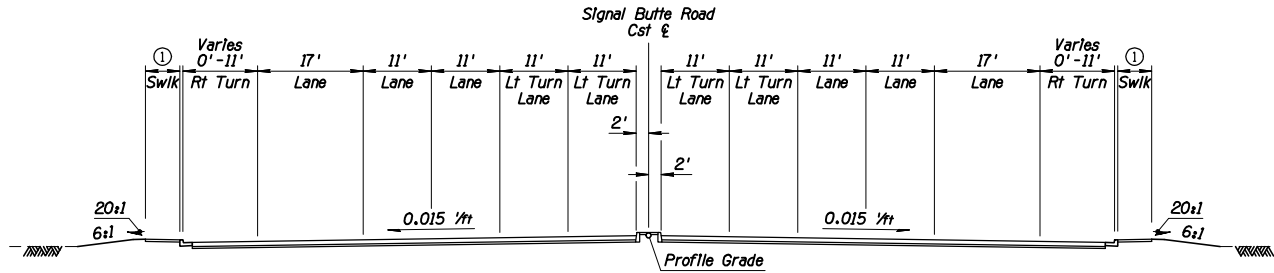 Signal Butte Road
Cst ℄
① Varies 17' 11' 11' 11' 11' 11' 11' 11' 11' 17' Varies ①
0'-11' 0'-11'
Swlk Rt Turn Lane Lane Lane Lt Turn Lt Turn Lt Turn Lt Turn Lane Lane Lane Rt Turn Swlk
Lane Lane Lane Lane
2'
2'
20:1 0.015 '/ft 0.015 '/ft 20:1
6:1 6:1
Profile Grade